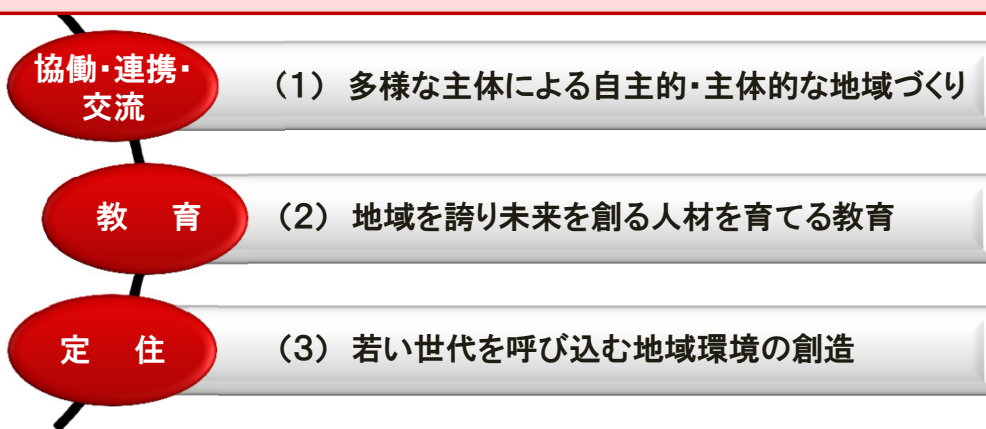 協働・連携・
交流
(1) 多様な主体による自主的・主体的な地域づくり
教 育
(2) 地域を誇り未来を創る人材を育てる教育
定 住
(3) 若い世代を呼び込む地域環境の創造